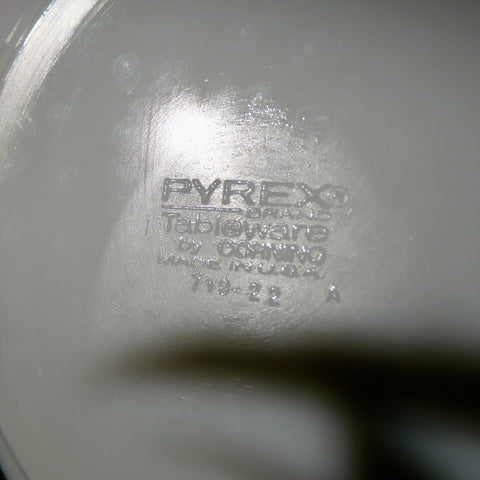 PYREX®
BRAND
Tableware
by CORNING
MADE IN U.S.A.
719-22 A